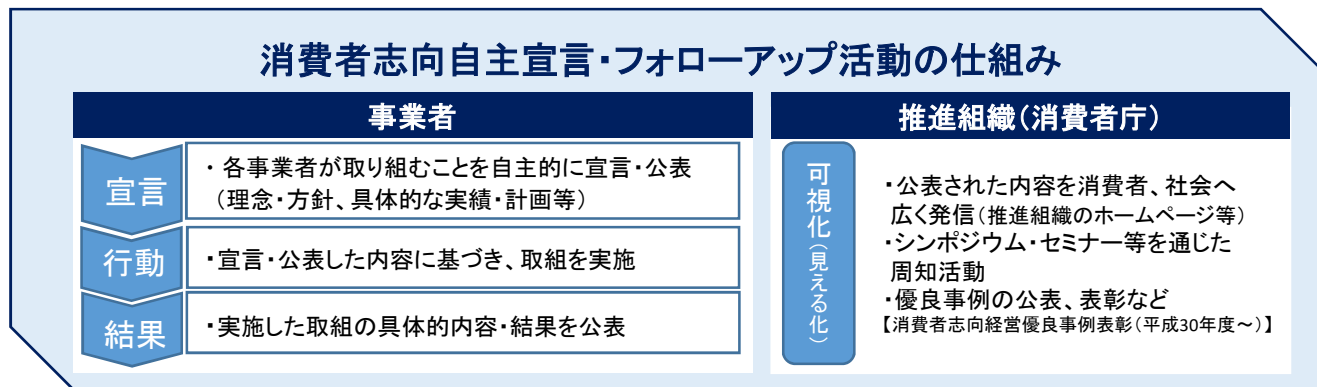 消費者志向自主宣言・フォローアップ活動の仕組み
事業者
宣言
・各事業者が取り組むことを自主的に宣言・公表
（理念・方針、具体的な実績・計画等）
行動
・宣言・公表した内容に基づき、取組を実施
結果
・実施した取組の具体的内容・結果を公表
推進組織（消費者庁）
可視化（見える化）
・公表された内容を消費者、社会へ
広く発信（推進組織のホームページ等）
・シンポジウム・セミナー等を通じた
周知活動
・優良事例の公表、表彰など
【消費者志向経営優良事例表彰（平成30年度～）】